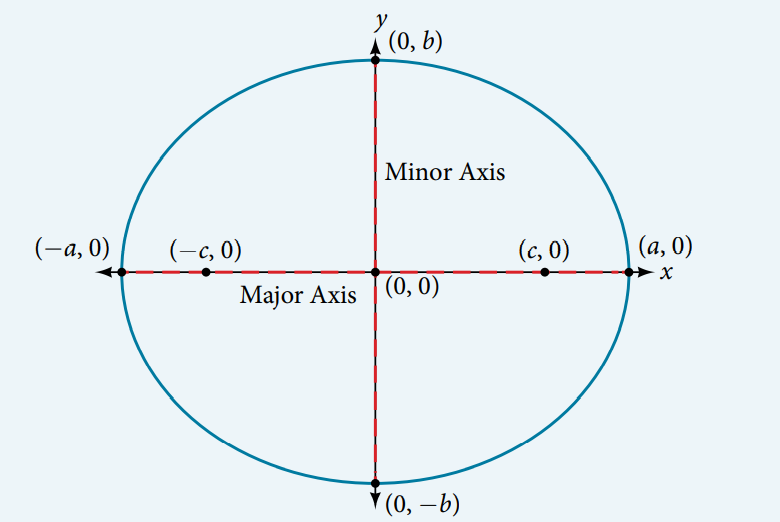 y
(0, b)
Minor Axis
(−a, 0)
(−c, 0)
(c, 0)
(a, 0)
x
Major Axis
(0, 0)
(0, −b)